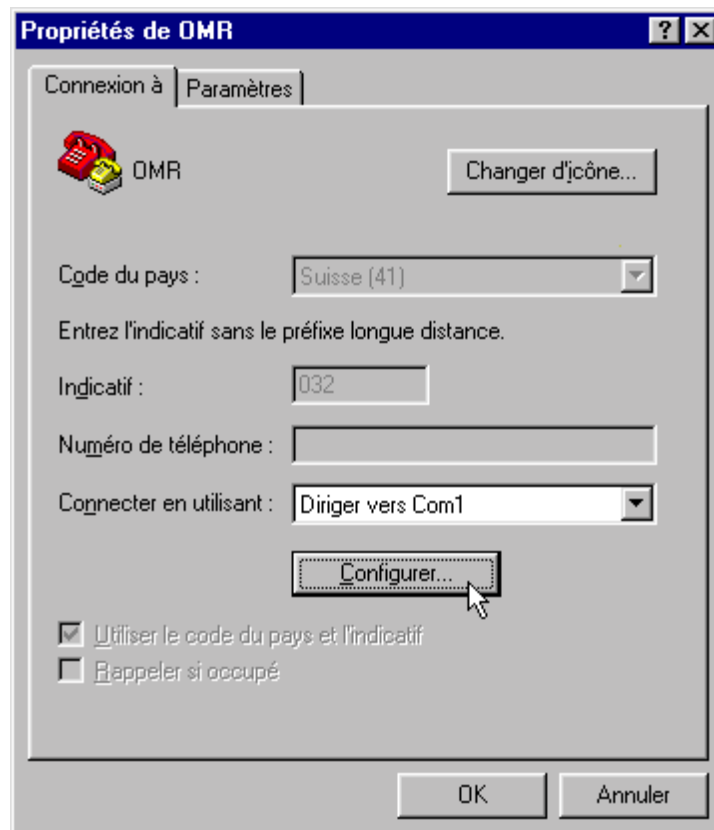 Propriétés de OMR
Connexion à Paramètres
OMR Changer d'icône...
Code du pays : Suisse (41)
Entrez l'indicatif sans le préfixe longue distance.
Indicatif : 032
Numéro de téléphone :
Connecter en utilisant : Diriger vers Com1
Configurer...
Utiliser le code du pays et l'indicatif
Rappeler si occupé
OK Annuler